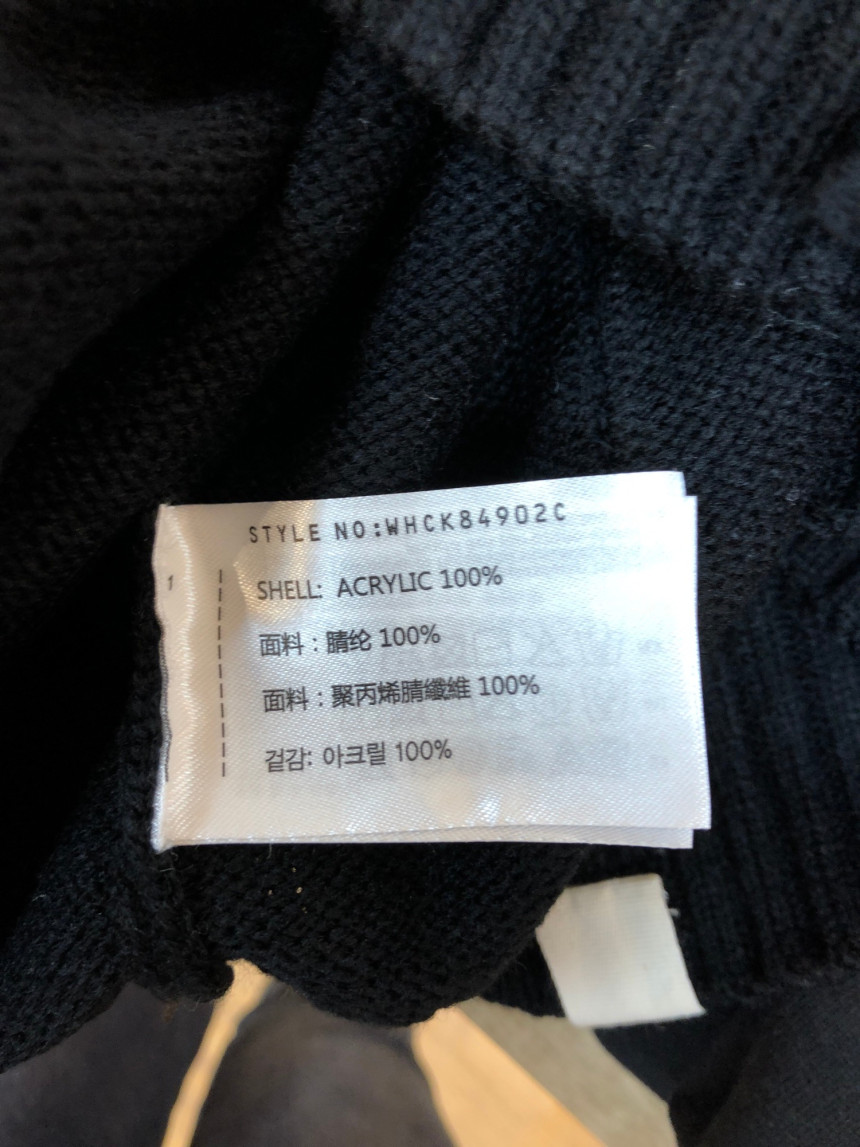 STYLE NO:WHCK84902C
1
SHELL: ACRYLIC 100%
面料：腈纶 100%
面料：聚丙烯腈纖維 100%
겉감: 아크릴 100%